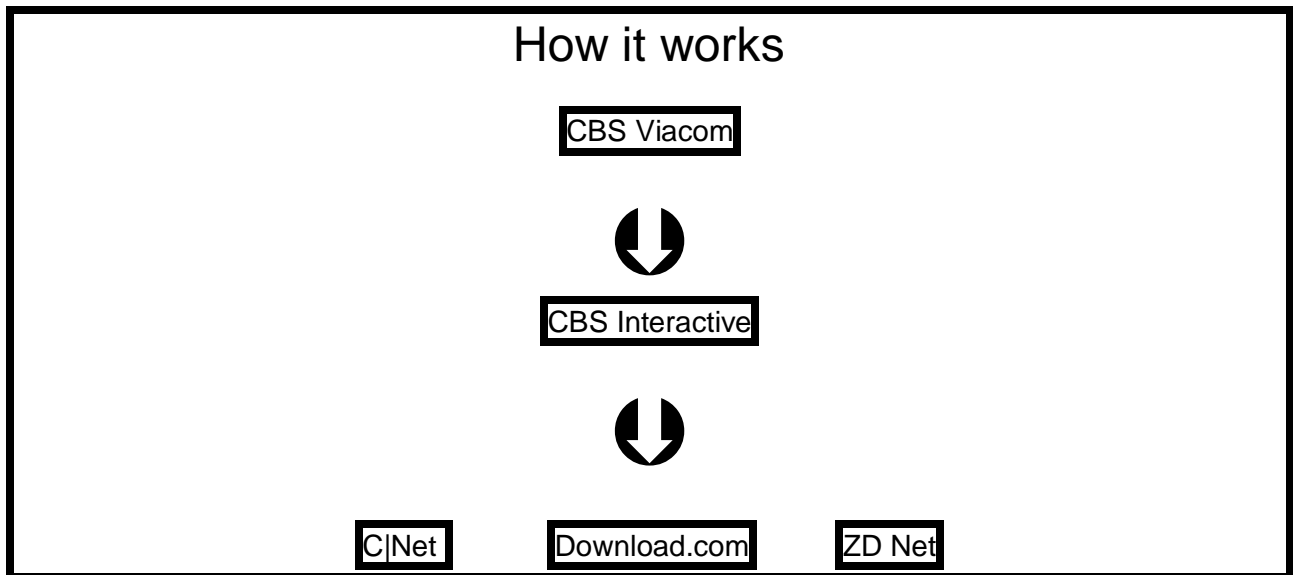 How it works
CBS Viacom
CBS Interactive
C|Net Download.com ZD Net